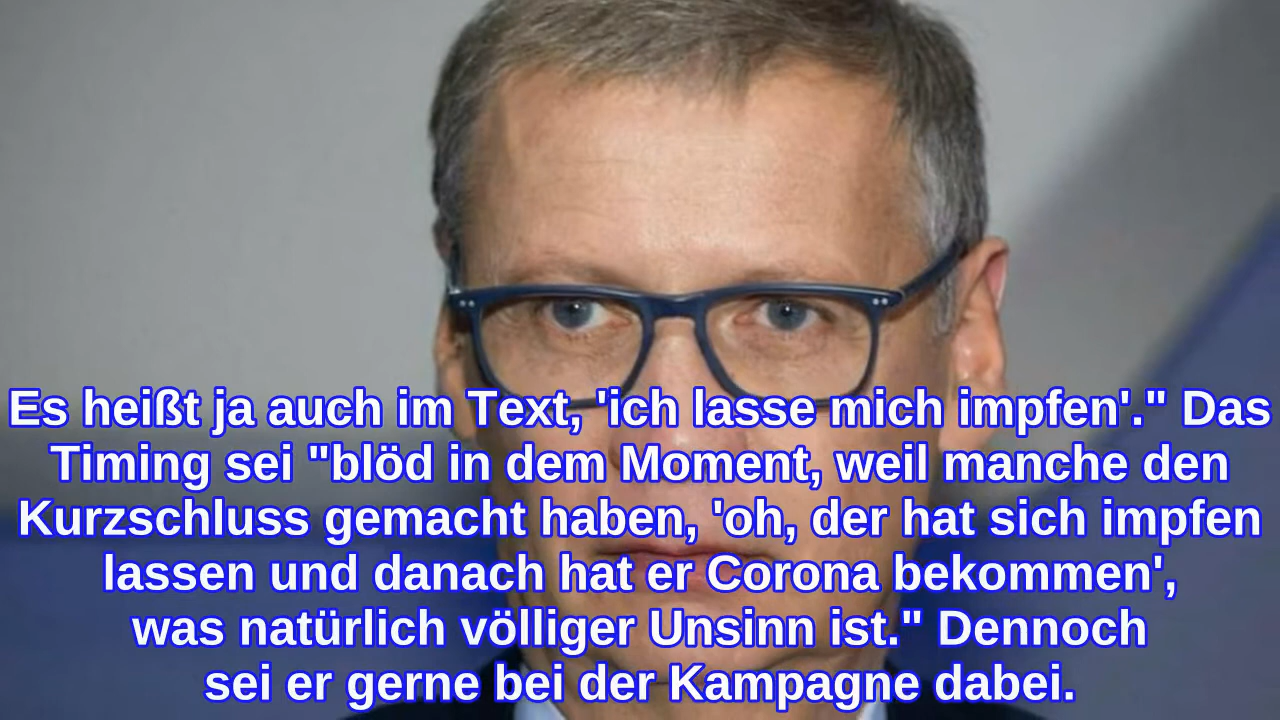 Es heißt ja auch im Text, 'ich lasse mich impfen'." Das
Timing sei "blöd in dem Moment, weil manche den
Kurzschluss gemacht haben, 'oh, der hat sich impfen
lassen und danach hat er Corona bekommen',
was natürlich völliger Unsinn ist." Dennoch
sei er gerne bei der Kampagne dabei.